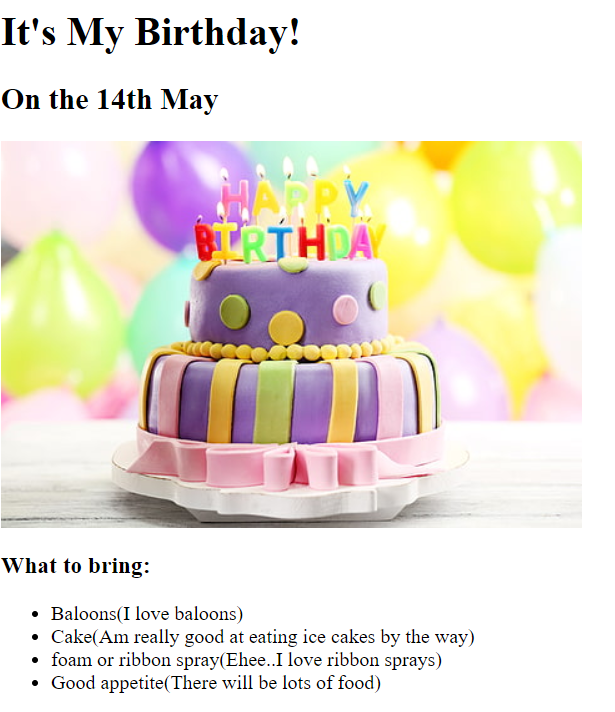 It's My Birthday!
On the 14th May
HAPPY
BIRTHDAY
What to bring:
Baloons(I love baloons)
Cake(Am really good at eating ice cakes by the way)
foam or ribbon spray(Ehee..I love ribbon sprays)
Good appetite(There will be lots of food)